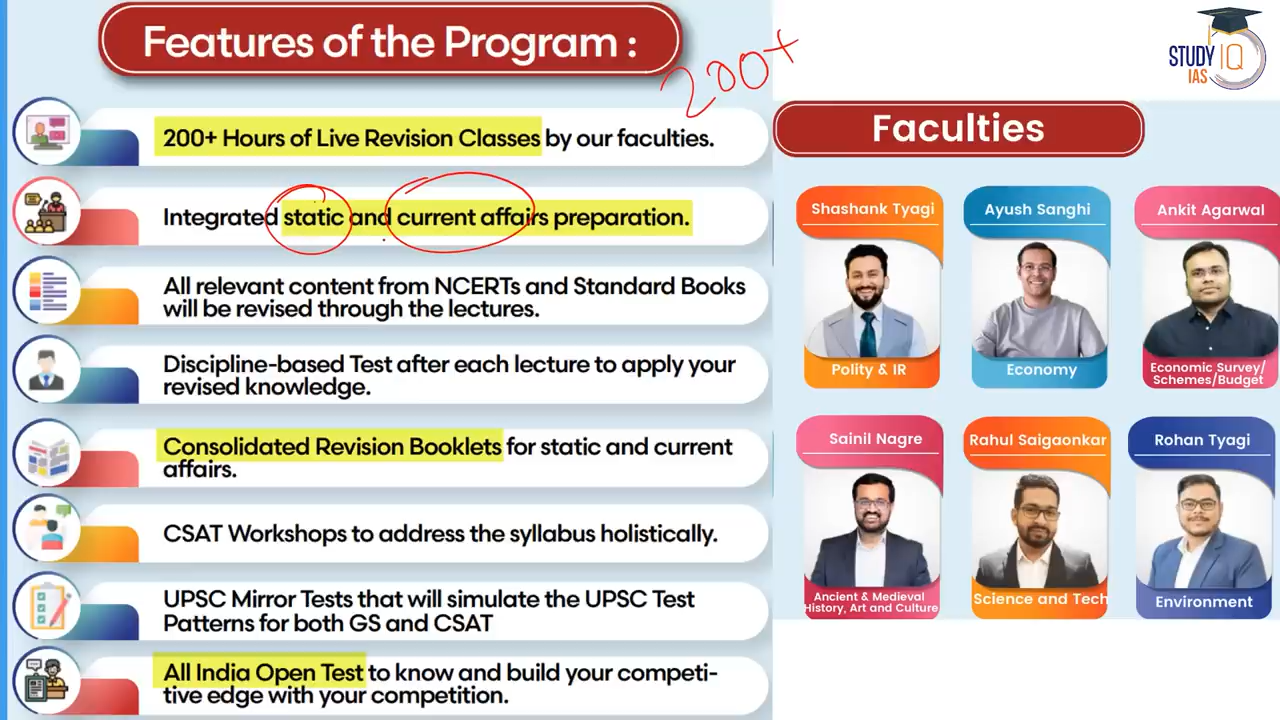 Features of the Program :
200+
200+ Hours of Live Revision Classes by our faculties.
Integrated static and current affairs preparation.
All relevant content from NCERTs and Standard Books
will be revised through the lectures.
Discipline-based Test after each lecture to apply your
revised knowledge.
Consolidated Revision Booklets for static and current
affairs.
CSAT Workshops to address the syllabus holistically.
UPSC Mirror Tests that will simulate the UPSC Test
Patterns for both GS and CSAT
All India Open Test to know and build your competi-
tive edge with your competition.
STUDY IQ
IAS
Faculties
Shashank Tyagi
Polity & IR
Ayush Sanghi
Economy
Ankit Agarwal
Economic Survey/
Schemes/Budget
Sainil Nagre
Ancient & Medieval
History, Art and Culture
Rahul Saigaonkar
Science and Tech
Rohan Tyagi
Environment